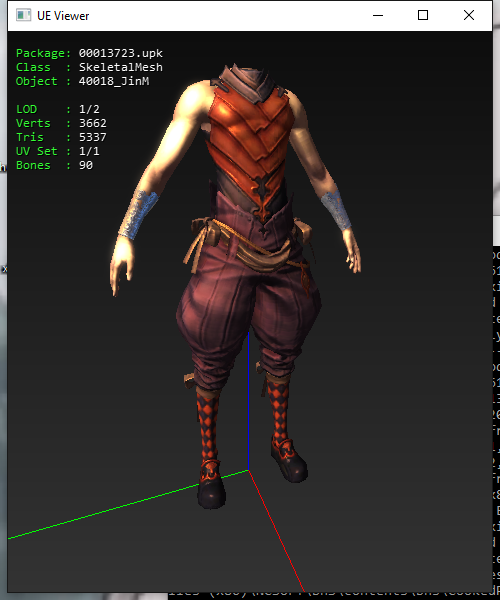 UE Viewer
Package: 00013723.upk
Class : SkeletalMesh
Object : 40018_JinM
LOD : 1/2
Verts : 3662
Tris : 5337
UV Set : 1/1
Bones : 90